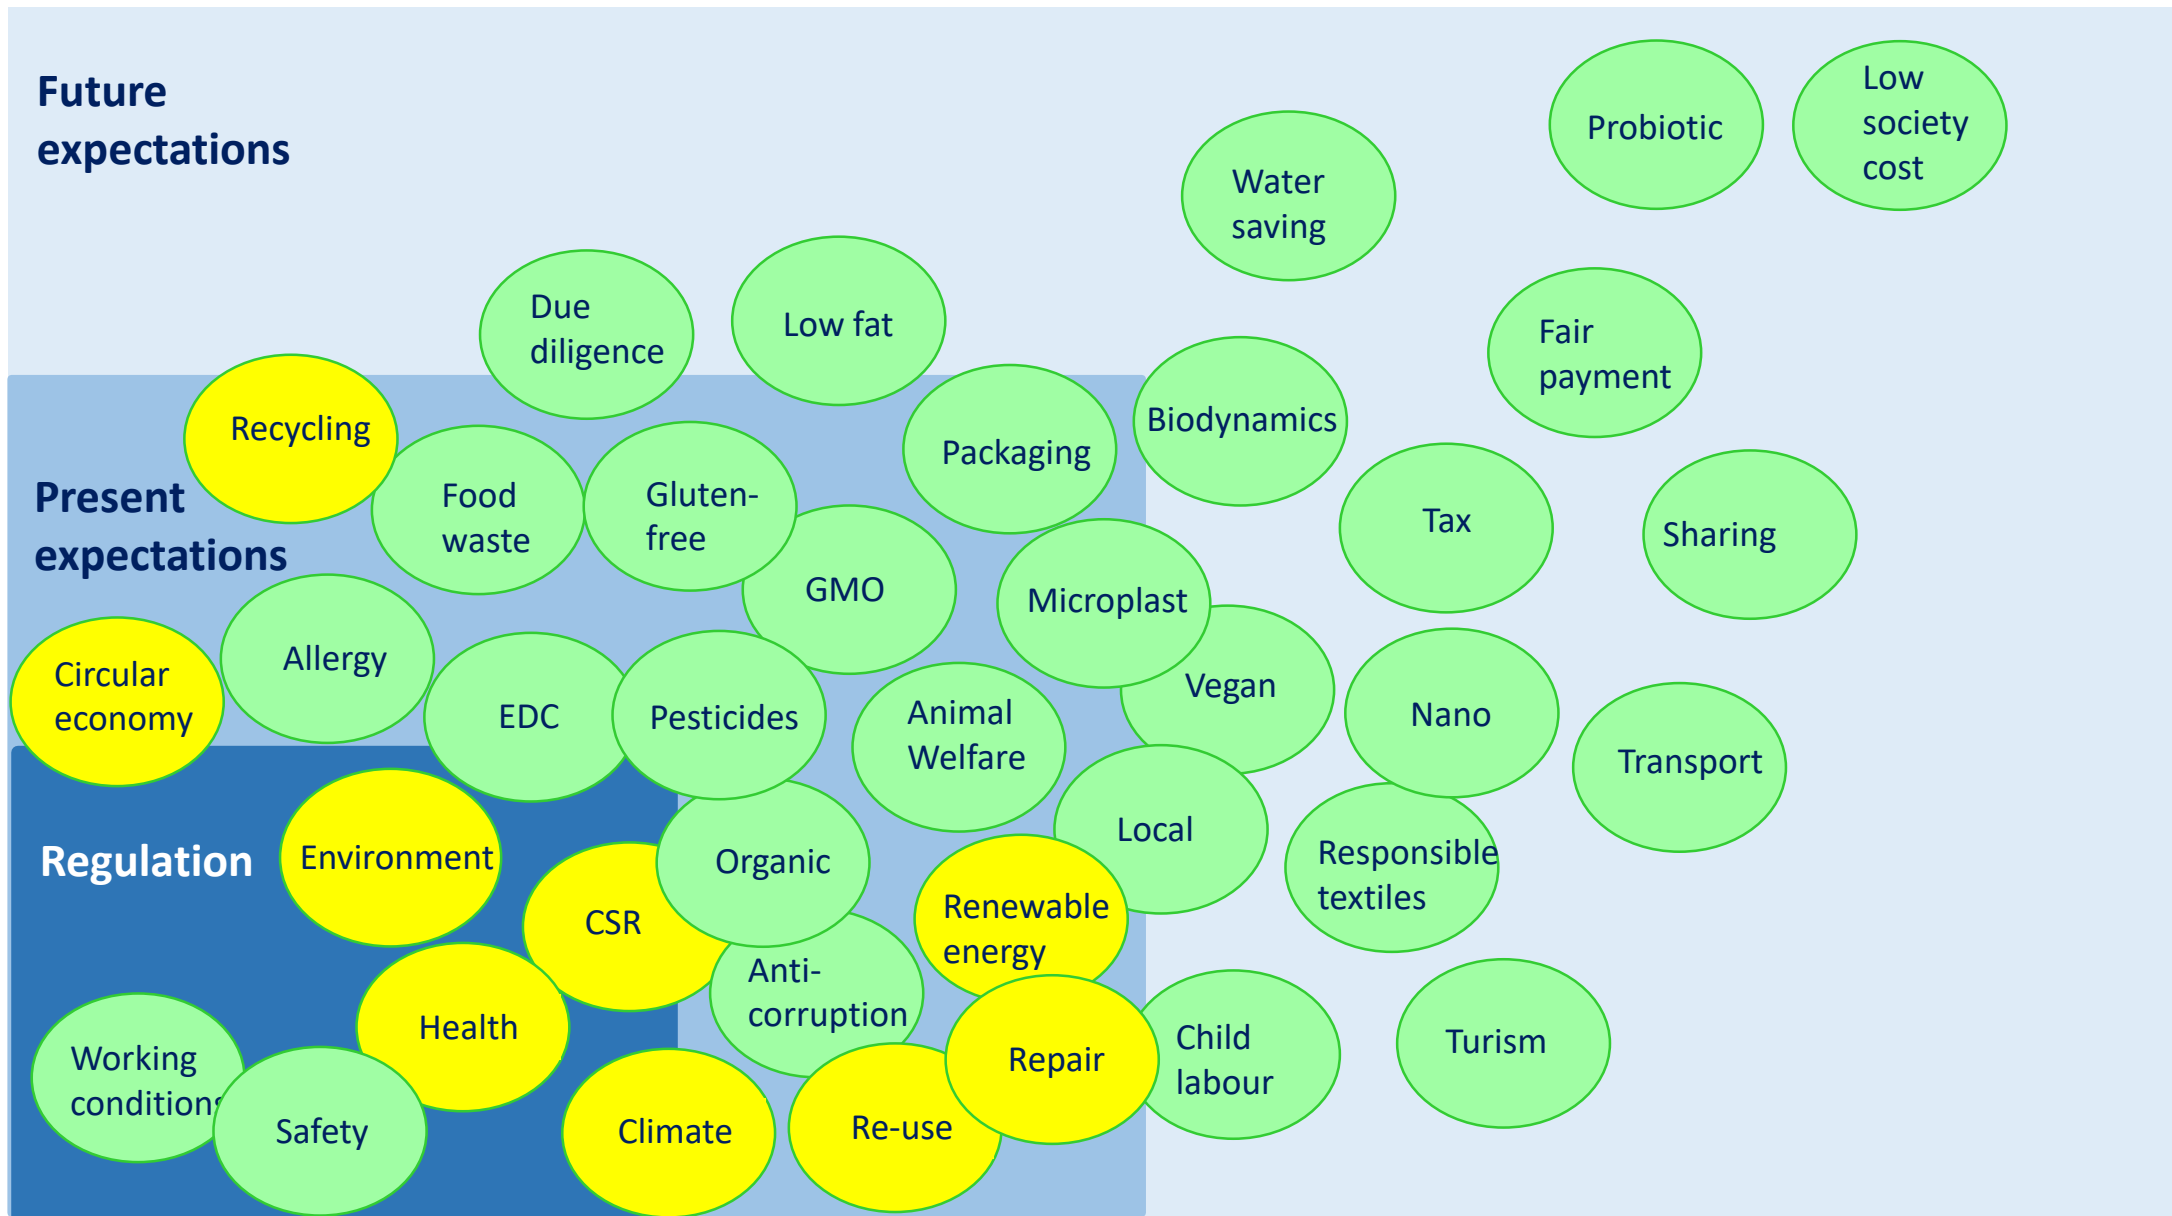 Future
expectations
Probiotic
Low
society
cost
Water
saving
Due
diligence
Low fat
Fair
payment
Recycling
Packaging
Biodynamics
Present
expectations
Food
waste
Gluten-
free
Tax
Sharing
GMO
Microplast
Circular
economy
Allergy
EDC
Pesticides
Animal
Welfare
Vegan
Nano
Transport
Regulation
Environment
CSR
Organic
Renewable
energy
Local
Responsible
textiles
Health
Anti-
corruption
Working
conditions
Safety
Climate
Re-use
Repair
Child
labour
Turism